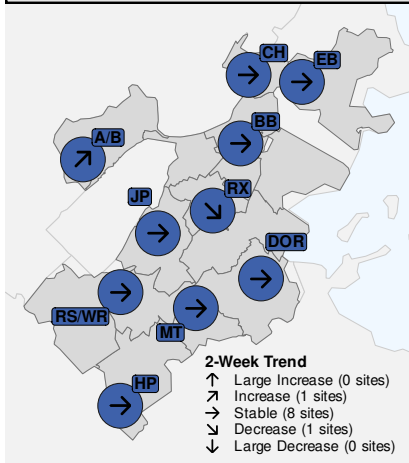 CH
EB
BB
A/B
JP
RX
DOR
RS/WR
MT
HP
2-Week Trend
↑ Large Increase (0 sites)
↗ Increase (1 sites)
→ Stable (8 sites)
↘ Decrease (1 sites)
↓ Large Decrease (0 sites)